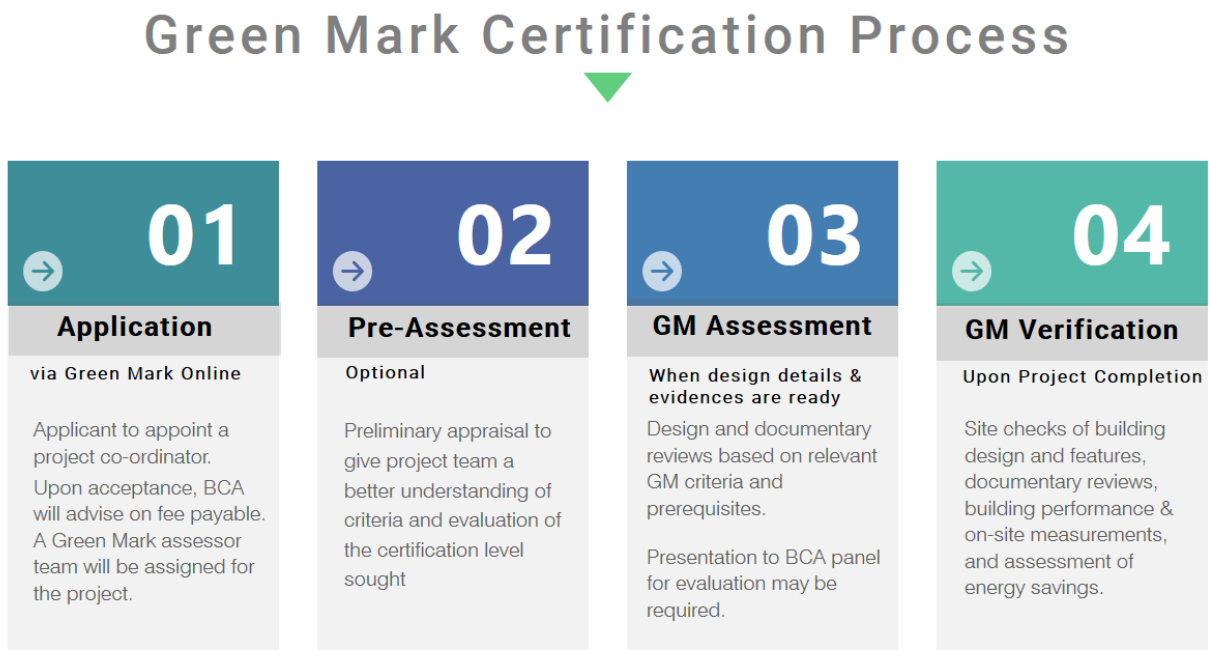 Green Mark Certification Process
01
Application
via Green Mark Online
Applicant to appoint a
project co-ordinator.
Upon acceptance, BCA
will advise on fee payable.
A Green Mark assessor
team will be assigned for
the project.
02
Pre-Assessment
Optional
Preliminary appraisal to
give project team a
better understanding of
criteria and evaluation of
the certification level
sought
03
GM Assessment
When design details &
evidences are ready
Design and documentary
reviews based on relevant
GM criteria and
prerequisites.
Presentation to BCA panel
for evaluation may be
required.
04
GM Verification
Upon Project Completion
Site checks of building
design and features,
documentary reviews,
building performance &
on-site measurements,
and assessment of
energy savings.